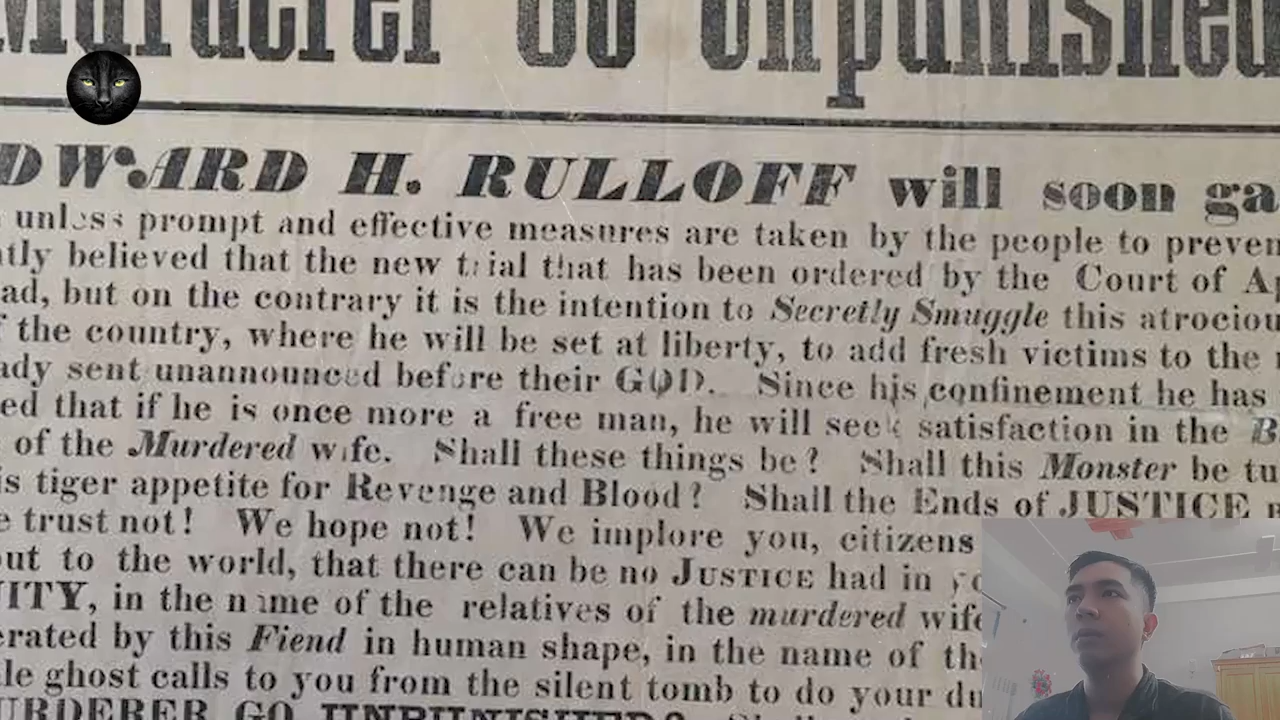 Murderer Go Unpunished
DWARD H. RULLOFF will soon ga
unless prompt and effective measures are taken by the people to preven
tly believed that the new trial that has been ordered by the Court of Ap
ad, but on the contrary it is the intention to Secretly Smuggle this atrociou
f the country, where he will be set at liberty, to add fresh victims to the
ady sent unannounced before their GOD. Since his confinement he has
ed that if he is once more a free man, he will seek satisfaction in the B
of the Murdered wife. Shall these things be? Shall this Monster be tu
is tiger appetite for Revenge and Blood? Shall the Ends of JUSTICE
e trust not! We hope not! We implore you, citizens
out to the world, that there can be no JUSTICE had in yo
ITY, in the name of the relatives of the murdered wife
erated by this Fiend in human shape, in the name of th
le ghost calls to you from the silent tomb to do your du
URDERER GO UNPUNISHED?